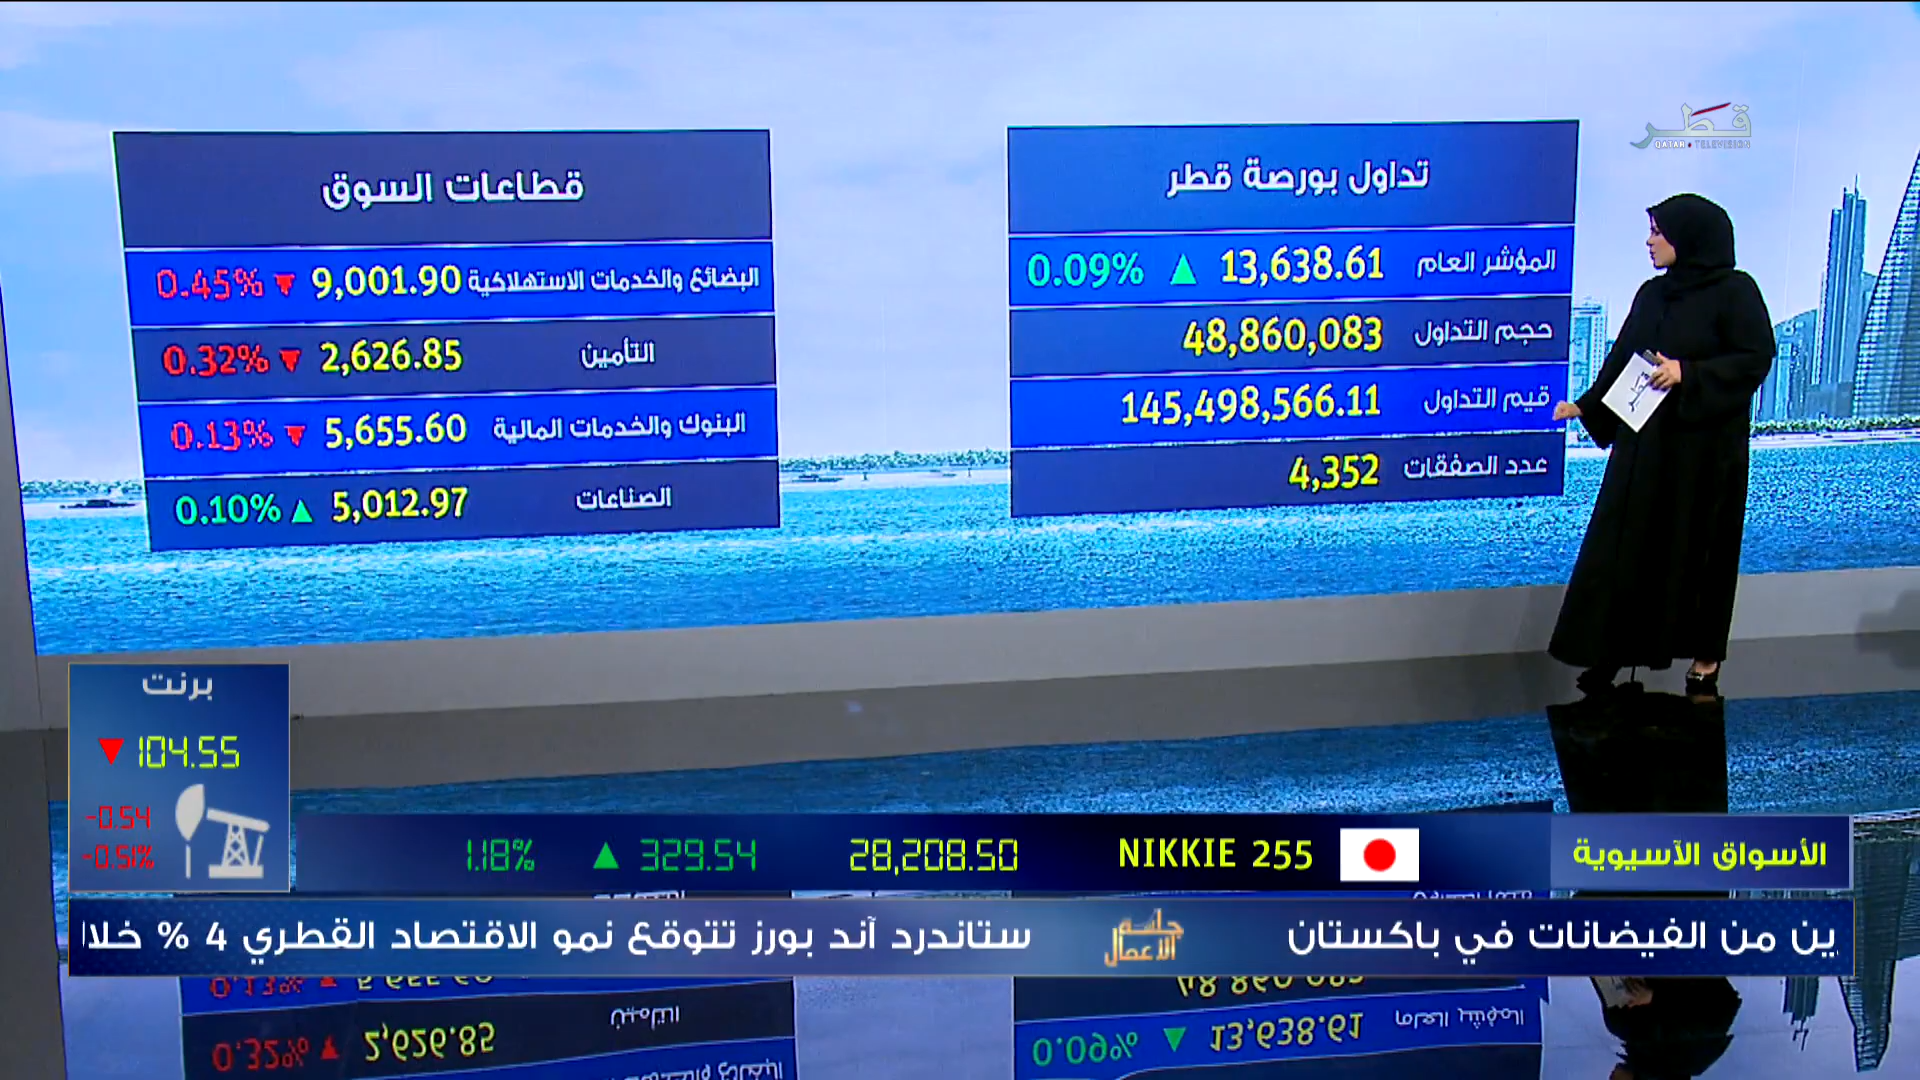 قطر
QATAR TELEVISION
تداول بورصة قطر
المؤشر العام 13,638.61 ▲ 0.09%
حجم التداول 48,860,083
قيم التداول 145,498,566.11
عدد الصفقات 4,352
قطاعات السوق
البضائع والخدمات الاستهلاكية 9,001.90 ▼ 0.45%
التأمين 2,626.85 ▼ 0.32%
البنوك والخدمات المالية 5,655.60 ▼ 0.13%
الصناعات 5,012.97 ▲ 0.10%
برنت
▼ 104.55
-0.54
-0.51%
الأسواق الآسيوية NIKKIE 255 28,208.50 329.54 ▲ 1.18%
ين من الفيضانات في باكستان جلسة الأعمال ستاندرد آند بورز تتوقع نمو الاقتصاد القطري 4 % خلال